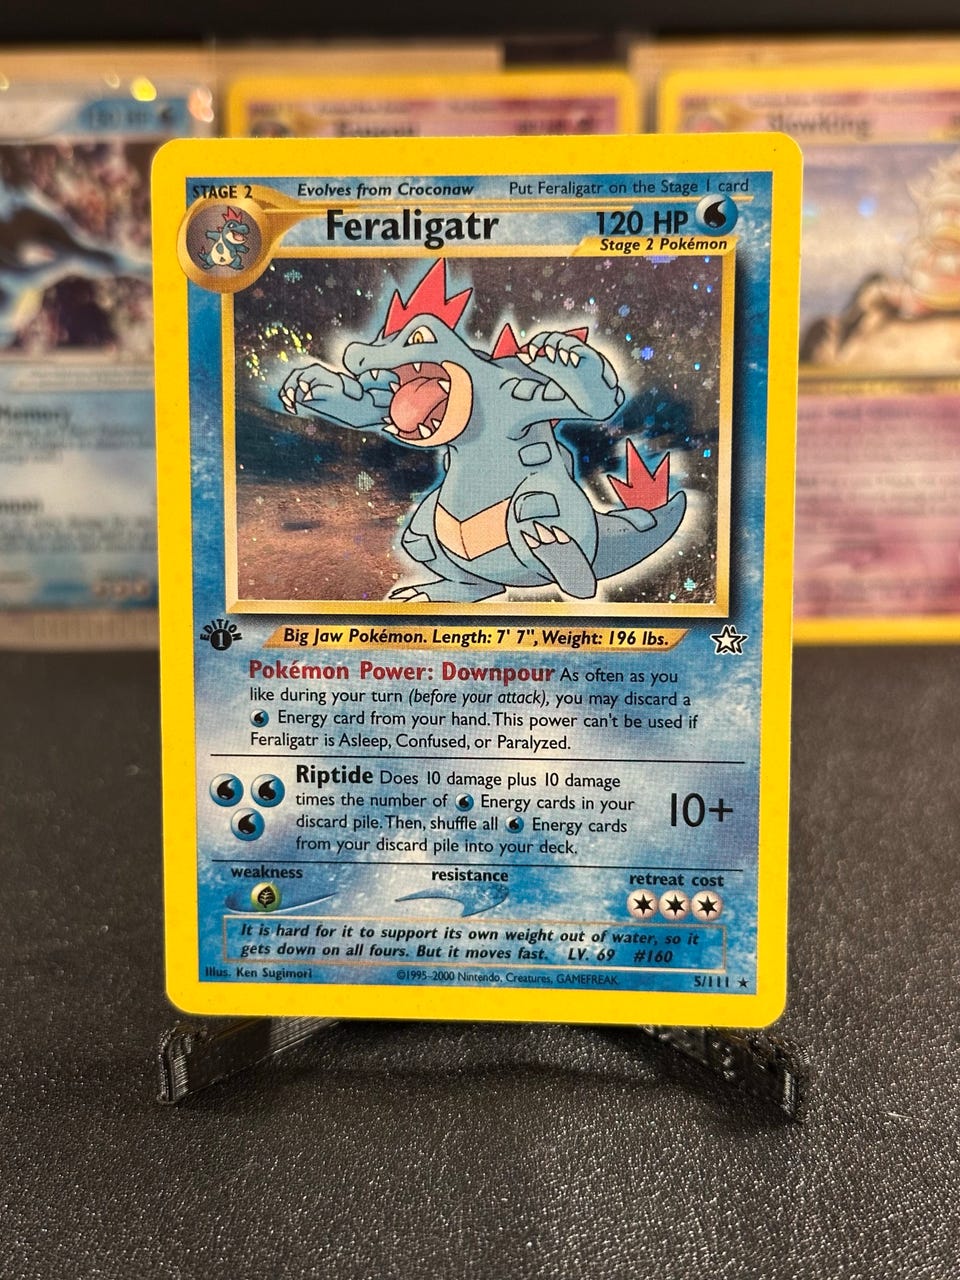 Slowking
Memory
STAGE 2
Evolves from Croconaw
Put Feraligatr on the Stage 1 card
Feraligatr
120 HP
Stage 2 Pokémon
EDITION
1
Big Jaw Pokémon. Length: 7' 7", Weight: 196 lbs.
Pokémon Power: Downpour As often as you
like during your turn (before your attack), you may discard a
Energy card from your hand. This power can't be used if
Feraligatr is Asleep, Confused, or Paralyzed.
Riptide Does 10 damage plus 10 damage
times the number of Energy cards in your
discard pile. Then, shuffle all Energy cards
from your discard pile into your deck.
10+
weakness
resistance
retreat cost
It is hard for it to support its own weight out of water, so it
gets down on all fours. But it moves fast. LV. 69 #160
Illus. Ken Sugimori
©1995-2000 Nintendo, Creatures, GAMEFREAK.
5/111 ★